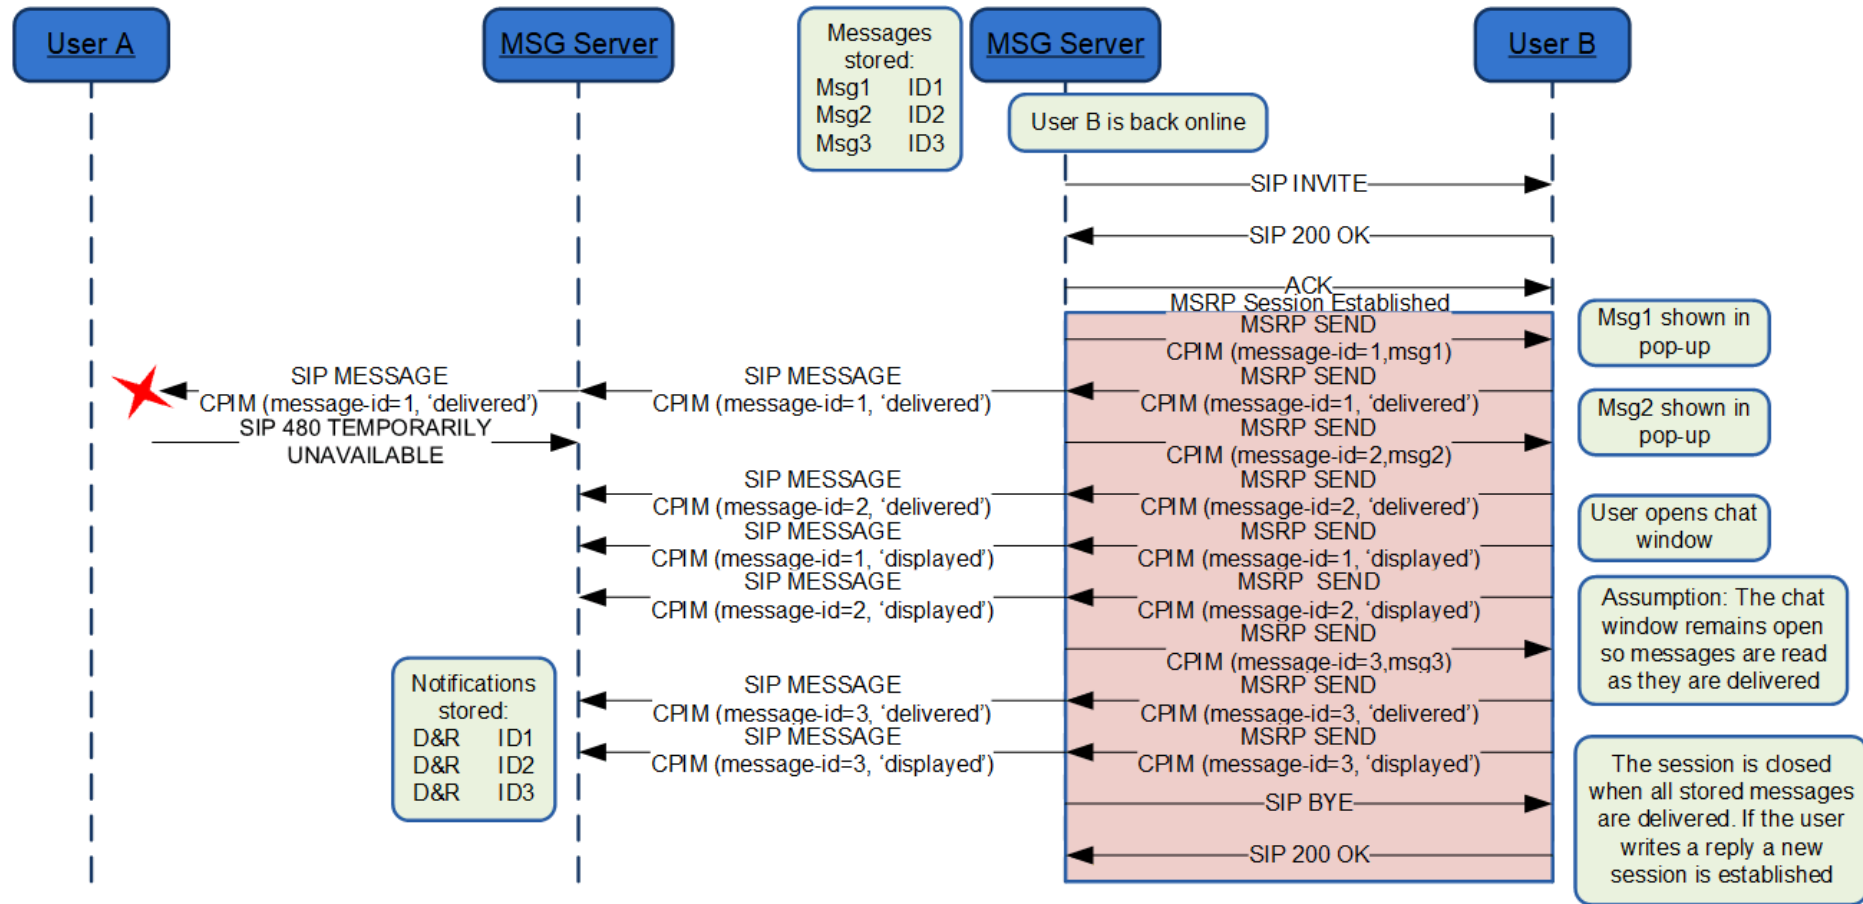 User A
MSG Server
Messages
stored:
Msg1 ID1
Msg2 ID2
Msg3 ID3
MSG Server
User B
User B is back online
SIP INVITE
SIP 200 OK
ACK
MSRP Session Established
MSRP SEND
CPIM (message-id=1,msg1)
Msg1 shown in
pop-up
SIP MESSAGE
CPIM (message-id=1, ‘delivered’)
SIP MESSAGE
CPIM (message-id=1, ‘delivered’)
MSRP SEND
CPIM (message-id=1, ‘delivered’)
SIP 480 TEMPORARILY
UNAVAILABLE
MSRP SEND
CPIM (message-id=2,msg2)
Msg2 shown in
pop-up
SIP MESSAGE
CPIM (message-id=2, ‘delivered’)
MSRP SEND
CPIM (message-id=2, ‘delivered’)
User opens chat
window
SIP MESSAGE
CPIM (message-id=1, ‘displayed’)
MSRP SEND
CPIM (message-id=1, ‘displayed’)
SIP MESSAGE
CPIM (message-id=2, ‘displayed’)
MSRP SEND
CPIM (message-id=2, ‘displayed’)
Assumption: The chat
window remains open
so messages are read
as they are delivered
MSRP SEND
CPIM (message-id=3,msg3)
Notifications
stored:
D&R ID1
D&R ID2
D&R ID3
SIP MESSAGE
CPIM (message-id=3, ‘delivered’)
MSRP SEND
CPIM (message-id=3, ‘delivered’)
SIP MESSAGE
CPIM (message-id=3, ‘displayed’)
MSRP SEND
CPIM (message-id=3, ‘displayed’)
SIP BYE
SIP 200 OK
The session is closed
when all stored messages
are delivered. If the user
writes a reply a new
session is established